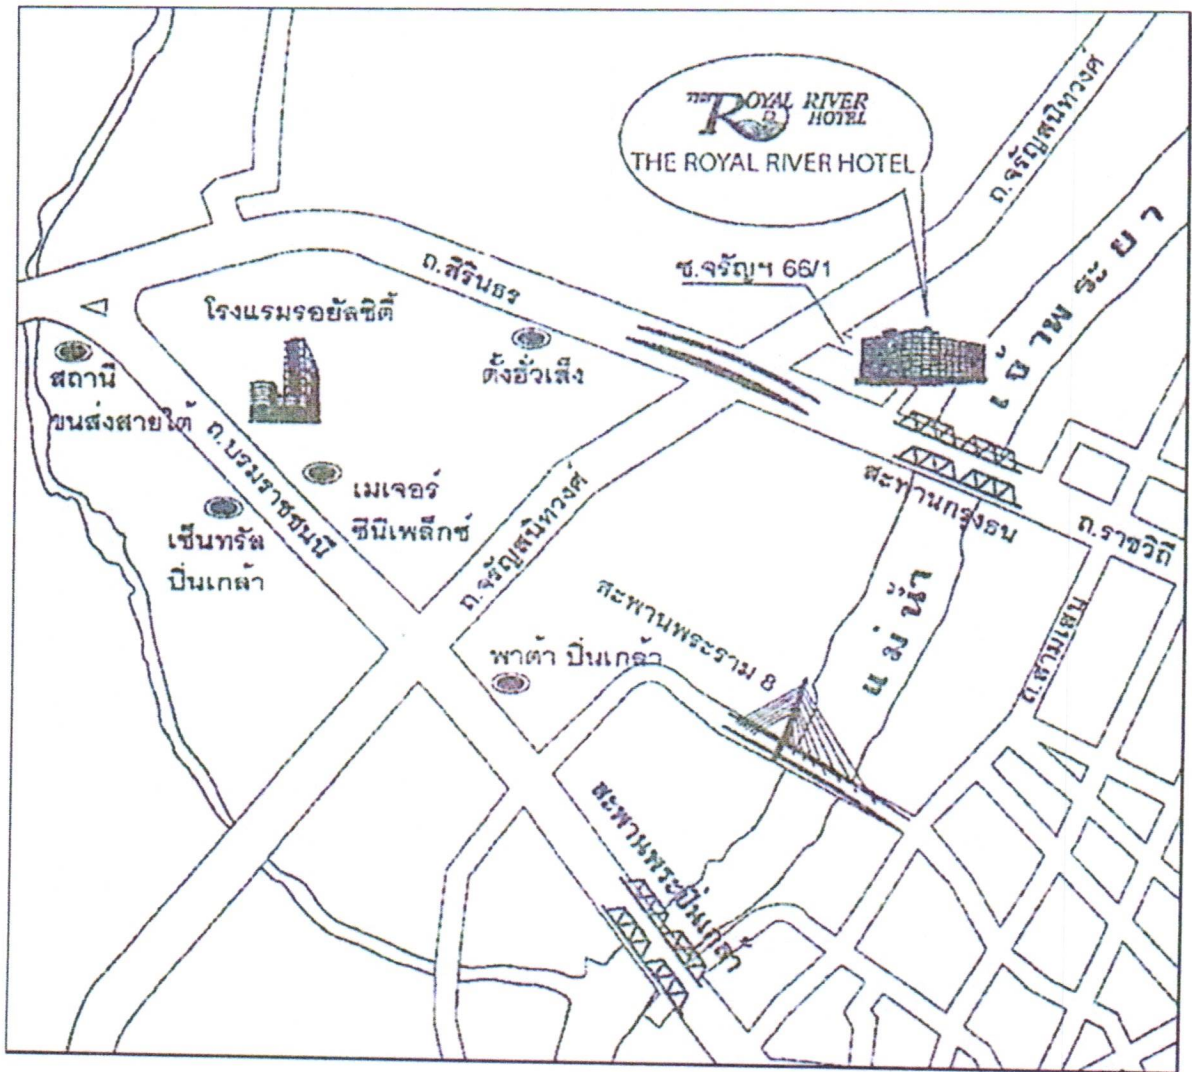 THE ROYAL RIVER HOTEL
THE ROYAL RIVER HOTEL
ถ.จรัญสนิทวงศ์
ซ.จรัญฯ 66/1
ถ.สิรินธร
โรงแรมรอยัลซิตี้
ตั้งฮั่วเส็ง
สถานี
ขนส่งสายใต้
ถ.บรมราชชนนี
เมเจอร์
ซีนีเพล็กซ์
เซ็นทรัล
ปิ่นเกล้า
ถ.จรัญสนิทวงศ์
สะพานกรุงธน
ถ.ราชวิถี
แม่น้ำ
เจ้าพระยา
สะพานพระราม 8
ถ.สามเสน
พาต้า ปิ่นเกล้า
สะพานพระปิ่นเกล้า